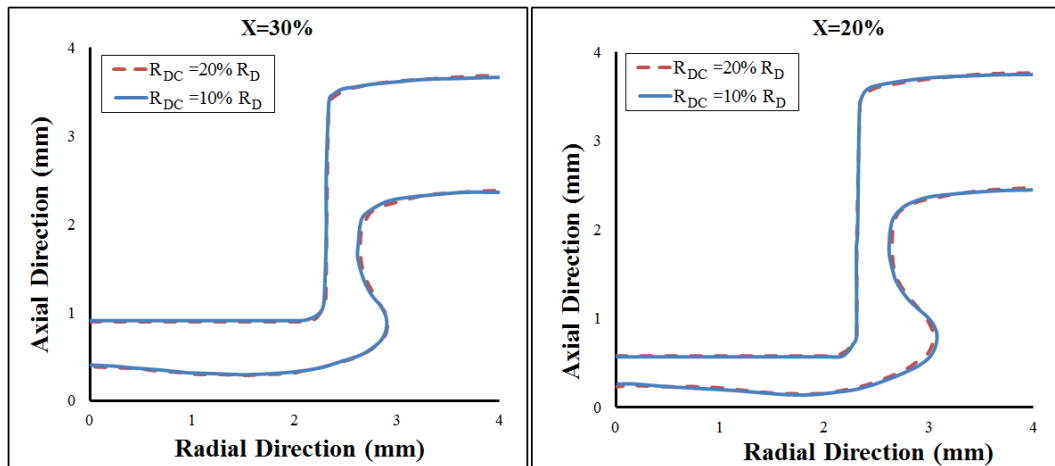 X=30%
R_DC =20% R_D
R_DC =10% R_D
Axial Direction (mm)
4
3
2
1
0
0 1 2 3 4
Radial Direction (mm)
X=20%
R_DC =20% R_D
R_DC =10% R_D
Axial Direction (mm)
4
3
2
1
0
0 1 2 3 4
Radial Direction (mm)